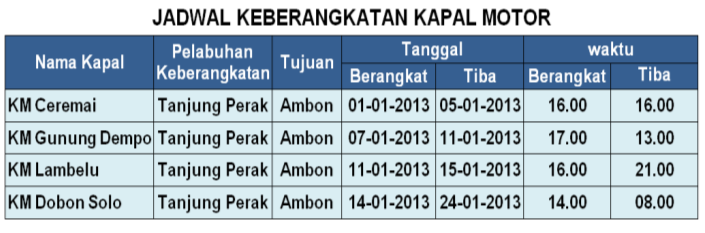 JADWAL KEBERANGKATAN KAPAL MOTOR
Nama Kapal Pelabuhan Keberangkatan Tujuan Tanggal waktu
Berangkat Tiba Berangkat Tiba
KM Ceremai Tanjung Perak Ambon 01-01-2013 05-01-2013 16.00 16.00
KM Gunung Dempo Tanjung Perak Ambon 07-01-2013 11-01-2013 17.00 13.00
KM Lambelu Tanjung Perak Ambon 11-01-2013 15-01-2013 16.00 21.00
KM Dobon Solo Tanjung Perak Ambon 14-01-2013 24-01-2013 14.00 08.00